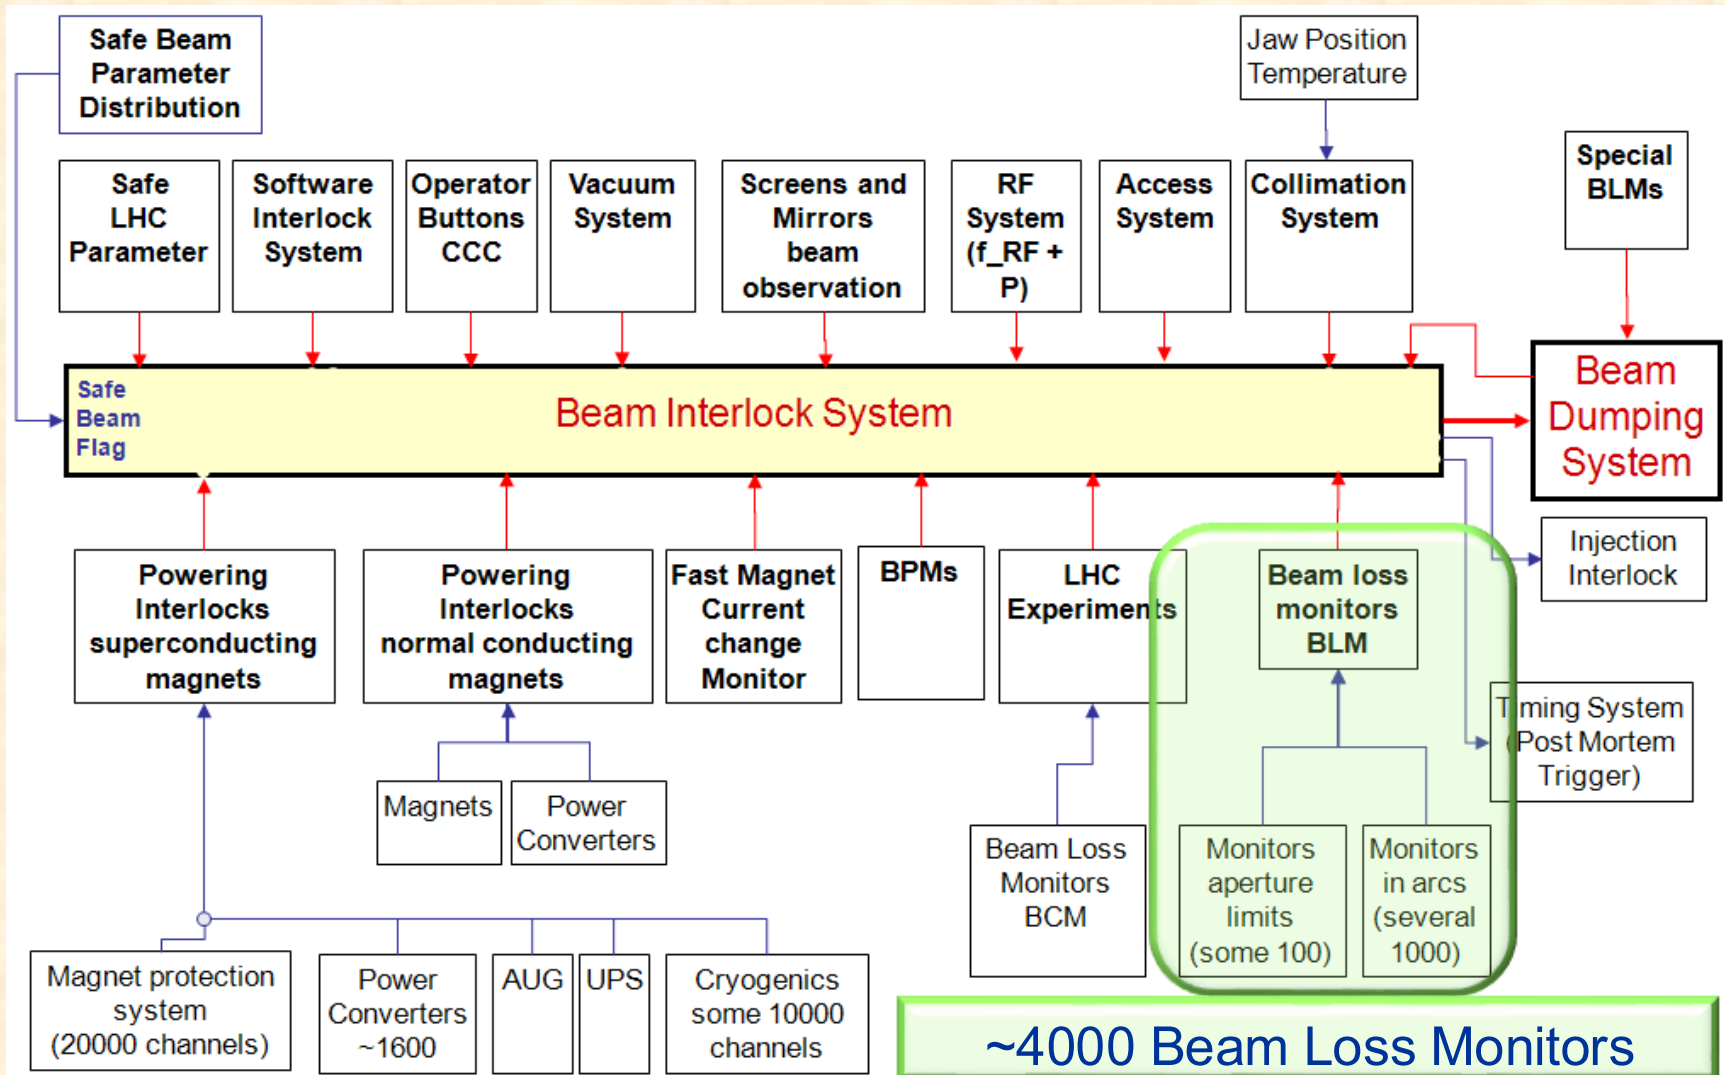 Safe Beam
Parameter
Distribution
Jaw Position
Temperature
Safe
LHC
Parameter
Software
Interlock
System
Operator
Buttons
CCC
Vacuum
System
Screens and
Mirrors
beam
observation
RF
System
(f_RF +
P)
Access
System
Collimation
System
Special
BLMs
Safe
Beam
Flag
Beam Interlock System
Beam
Dumping
System
Injection
Interlock
Powering
Interlocks
superconducting
magnets
Powering
Interlocks
normal conducting
magnets
Fast Magnet
Current
change
Monitor
BPMs
LHC
Experiments
Beam loss
monitors
BLM
Timing System
(Post Mortem
Trigger)
Magnets
Power
Converters
Beam Loss
Monitors
BCM
Monitors
aperture
limits
(some 100)
Monitors
in arcs
(several
1000)
Magnet protection
system
(20000 channels)
Power
Converters
~1600
AUG
UPS
Cryogenics
some 10000
channels
~4000 Beam Loss Monitors